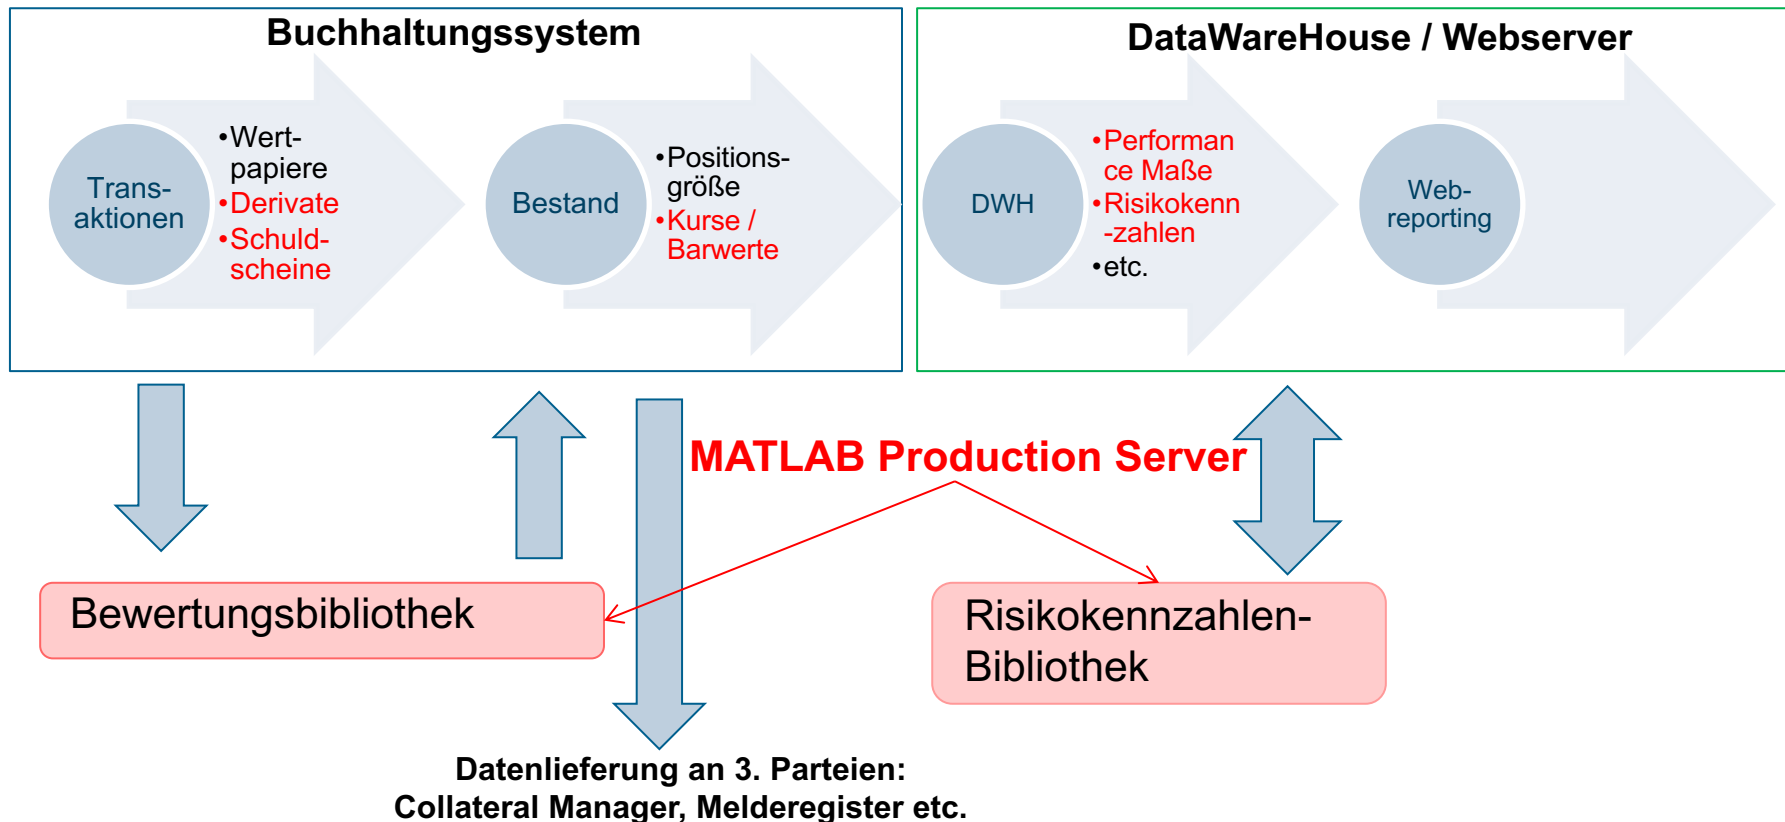 Buchhaltungssystem
Trans-
aktionen
•Wert-
papiere
•Derivate
•Schuld-
scheine
Bestand
•Positions-
größe
•Kurse /
Barwerte
DataWareHouse / Webserver
DWH
•Performan
ce Maße
•Risikokenn
-zahlen
•etc.
Web-
reporting
MATLAB Production Server
Bewertungsbibliothek
Risikokennzahlen-
Bibliothek
Datenlieferung an 3. Parteien:
Collateral Manager, Melderegister etc.